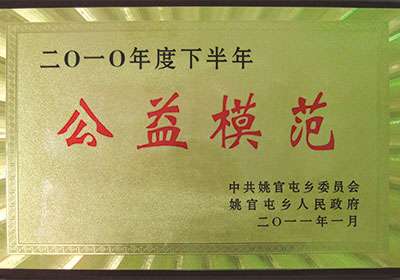 二〇一〇年度下半年
公益模范
中共姚官屯乡委员会
姚官屯乡人民政府
二〇一一年一月